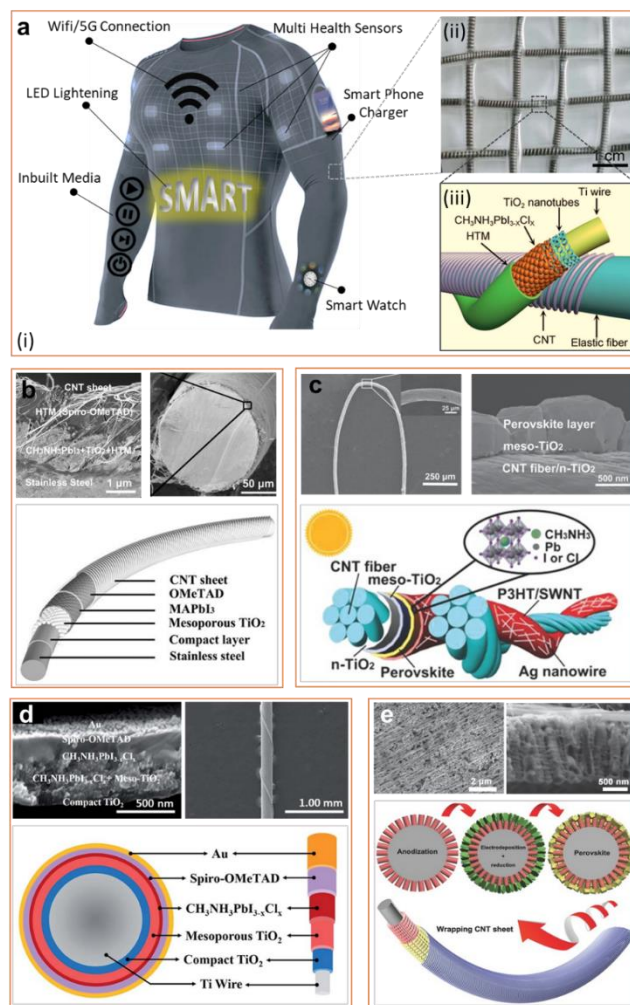 a
Wifi/5G Connection
Multi Health Sensors
LED Lightening
Smart Phone
Charger
Inbuilt Media
SMART
Smart Watch
(i)
(ii)
1 cm
(iii)
Ti wire
TiO2 nanotubes
CH3NH3PbI3-xClx
HTM
CNT
Elastic fiber
b
CNT sheet
HTM (Spiro-OMeTAD)
CH3NH3PbI3+TiO2+HTM
Stainless Steel
1 µm
50 µm
CNT sheet
OMeTAD
MAPbI3
Mesoporous TiO2
Compact layer
Stainless steel
c
25 µm
250 µm
Perovskite layer
meso-TiO2
CNT fiber/n-TiO2
500 nm
CH3NH3
Pb
I or Cl
CNT fiber
meso-TiO2
P3HT/SWNT
n-TiO2
Perovskite
Ag nanowire
d
Au
Spiro-OMeTAD
CH3NH3PbI3-xClx
CH3NH3PbI3-xClx+ Meso-TiO2
Compact TiO2
500 nm
1.00 mm
Au
Spiro-OMeTAD
CH3NH3PbI3-xClx
Mesoporous TiO2
Compact TiO2
Ti Wire
e
2 µm
500 nm
Anodization
Electrodeposition
+
reduction
Perovskite
Wrapping CNT sheet